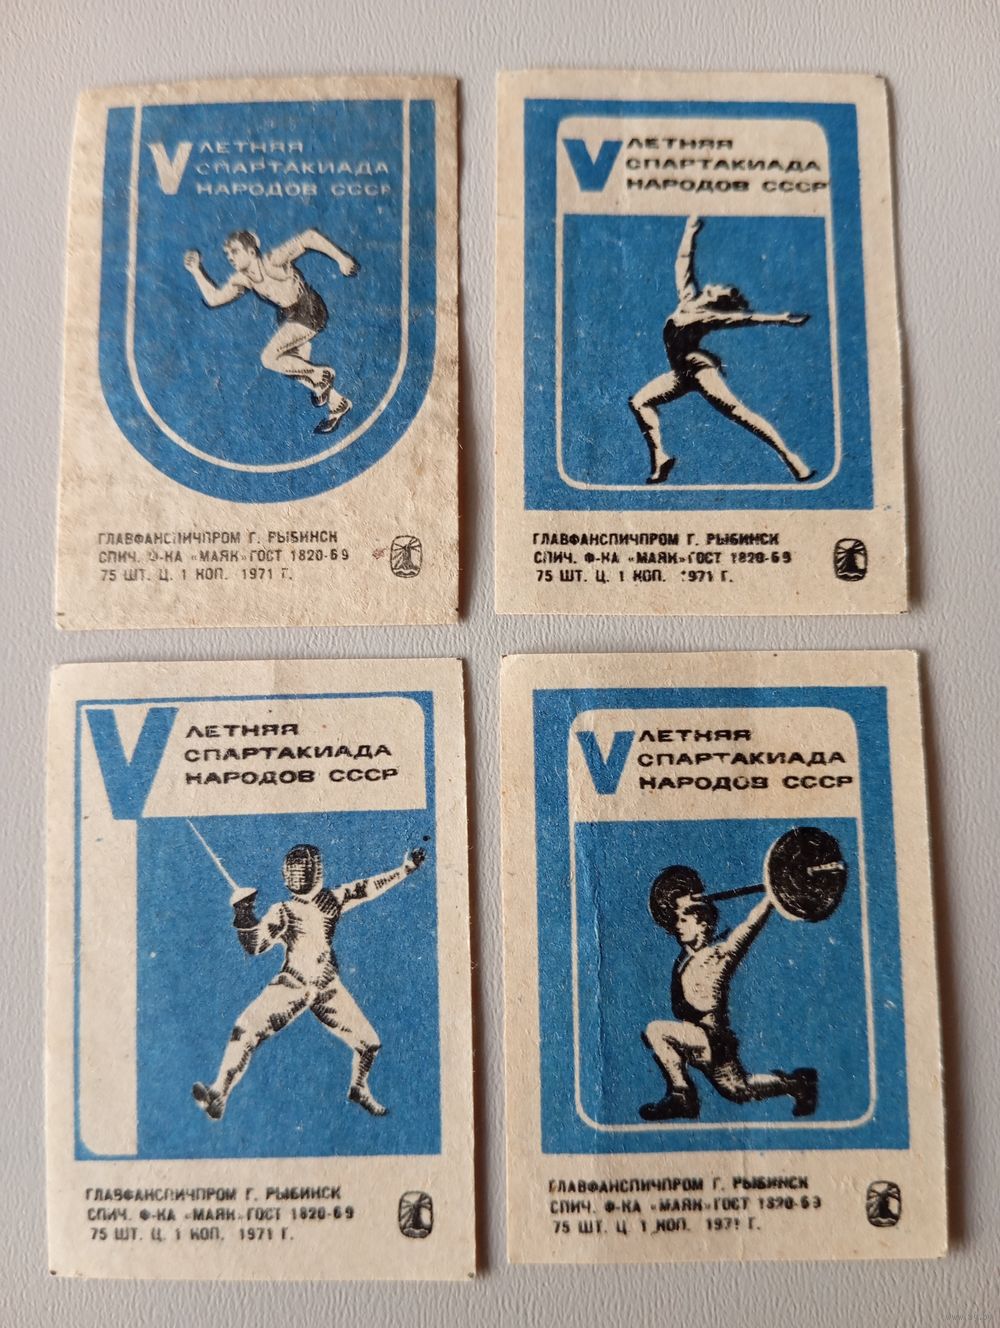 V ЛЕТНЯЯ
СПАРТАКИАДА
НАРОДОВ СССР
ГЛАВФАНСПИЧПРОМ Г. РЫБИНСК
СПИЧ. Ф-КА «МАЯК» ГОСТ 1820-69
75 ШТ. Ц. 1 КОП. 1971 Г.
V ЛЕТНЯЯ
СПАРТАКИАДА
НАРОДОВ СССР
ГЛАВФАНСПИЧПРОМ Г. РЫБИНСК
СПИЧ. Ф-КА «МАЯК» ГОСТ 1820-69
75 ШТ. Ц. 1 КОП. 1971 Г.
V ЛЕТНЯЯ
СПАРТАКИАДА
НАРОДОВ СССР
ГЛАВФАНСПИЧПРОМ Г. РЫБИНСК
СПИЧ. Ф-КА «МАЯК» ГОСТ 1820-69
75 ШТ. Ц. 1 КОП. 1971 Г.
V ЛЕТНЯЯ
СПАРТАКИАДА
НАРОДОВ СССР
ГЛАВФАНСПИЧПРОМ Г. РЫБИНСК
СПИЧ. Ф-КА «МАЯК» ГОСТ 1820-69
75 ШТ. Ц 1 КОП. 1971 Г.